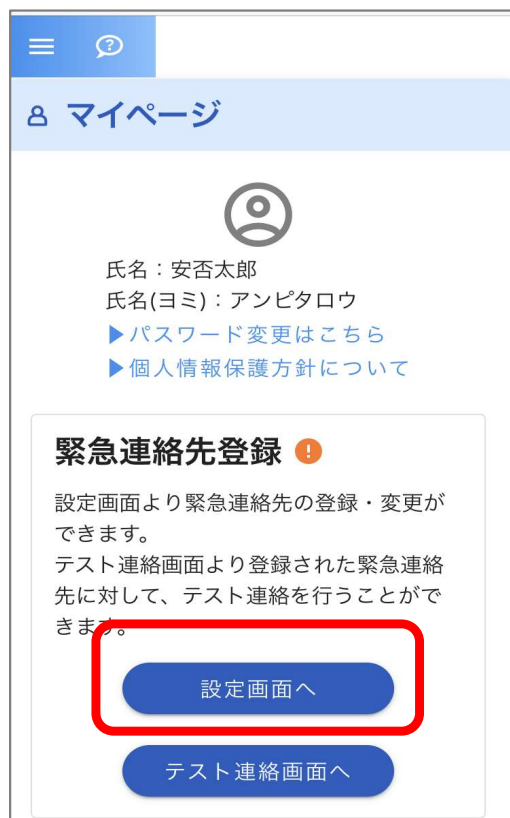 マイページ
氏名：安否太郎
氏名(ヨミ)：アンピタロウ
▶パスワード変更はこちら
▶個人情報保護方針について
緊急連絡先登録
設定画面より緊急連絡先の登録・変更が
できます。
テスト連絡画面より登録された緊急連絡
先に対して、テスト連絡を行うことがで
きます。
設定画面へ
テスト連絡画面へ